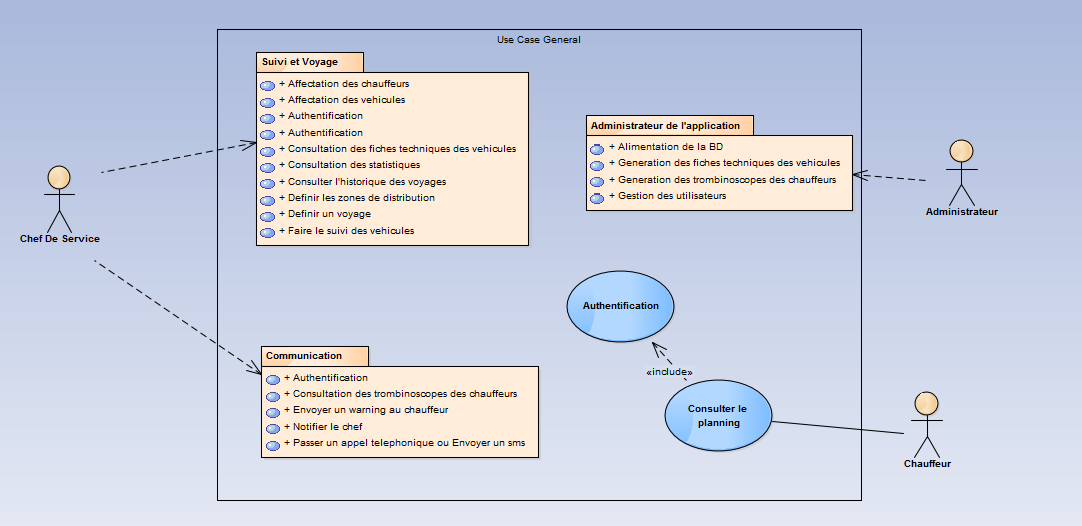 Use Case General
Suivi et Voyage
+ Affectation des chauffeurs
+ Affectation des vehicules
+ Authentification
+ Authentification
+ Consultation des fiches techniques des vehicules
+ Consultation des statistiques
+ Consulter l'historique des voyages
+ Definir les zones de distribution
+ Definir un voyage
+ Faire le suivi des vehicules
Administrateur de l'application
+ Alimentation de la BD
+ Generation des fiches techniques des vehicules
+ Generation des trombinoscopes des chauffeurs
+ Gestion des utilisateurs
Administrateur
Chef De Service
Authentification
«include»
Communication
+ Authentification
+ Consultation des trombinoscopes des chauffeurs
+ Envoyer un warning au chauffeur
+ Notifier le chef
+ Passer un appel telephonique ou Envoyer un sms
Consulter le
planning
Chauffeur